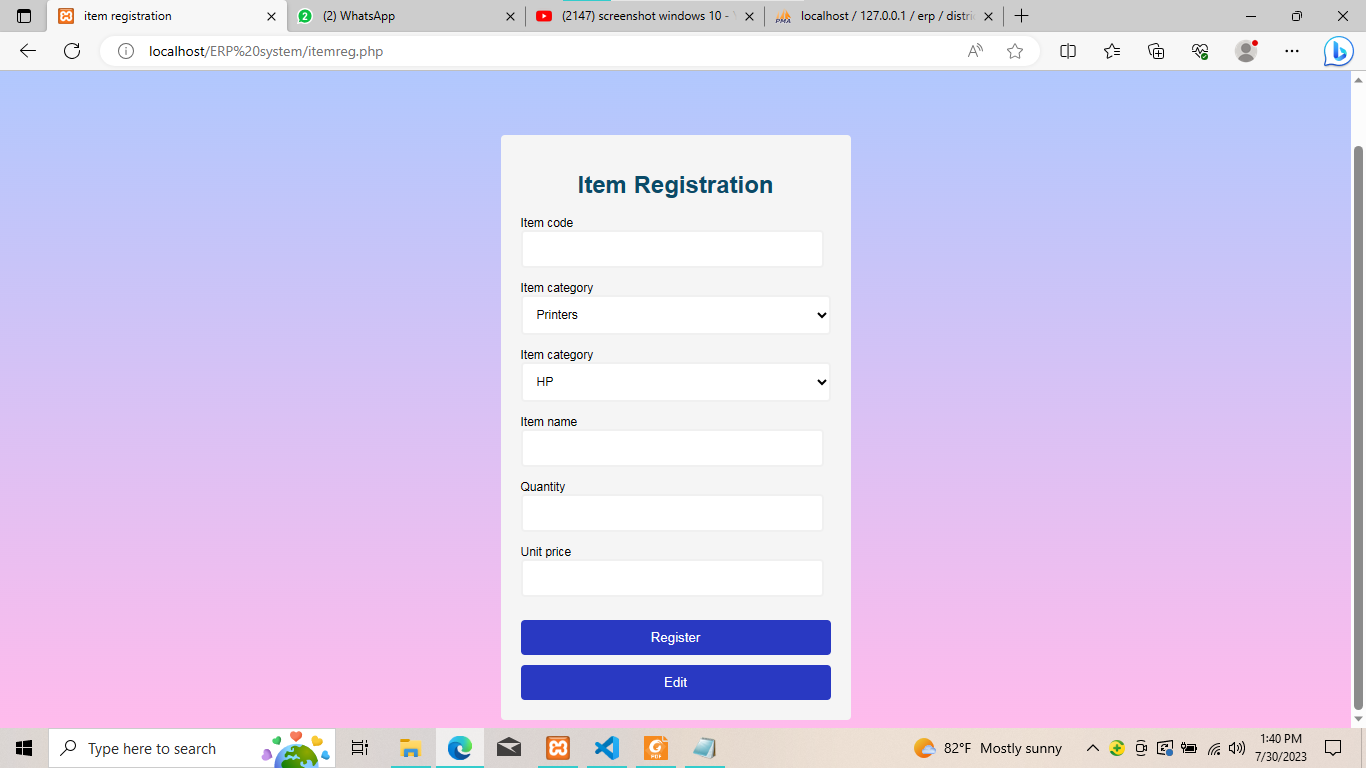 item registration
(2) WhatsApp
(2147) screenshot windows 10 -
localhost / 127.0.0.1 / erp / distri
localhost/ERP%20system/itemreg.php
Item Registration
Item code
Item category
Printers
Item category
HP
Item name
Quantity
Unit price
Register
Edit
Type here to search
82°F Mostly sunny
1:40 PM
7/30/2023